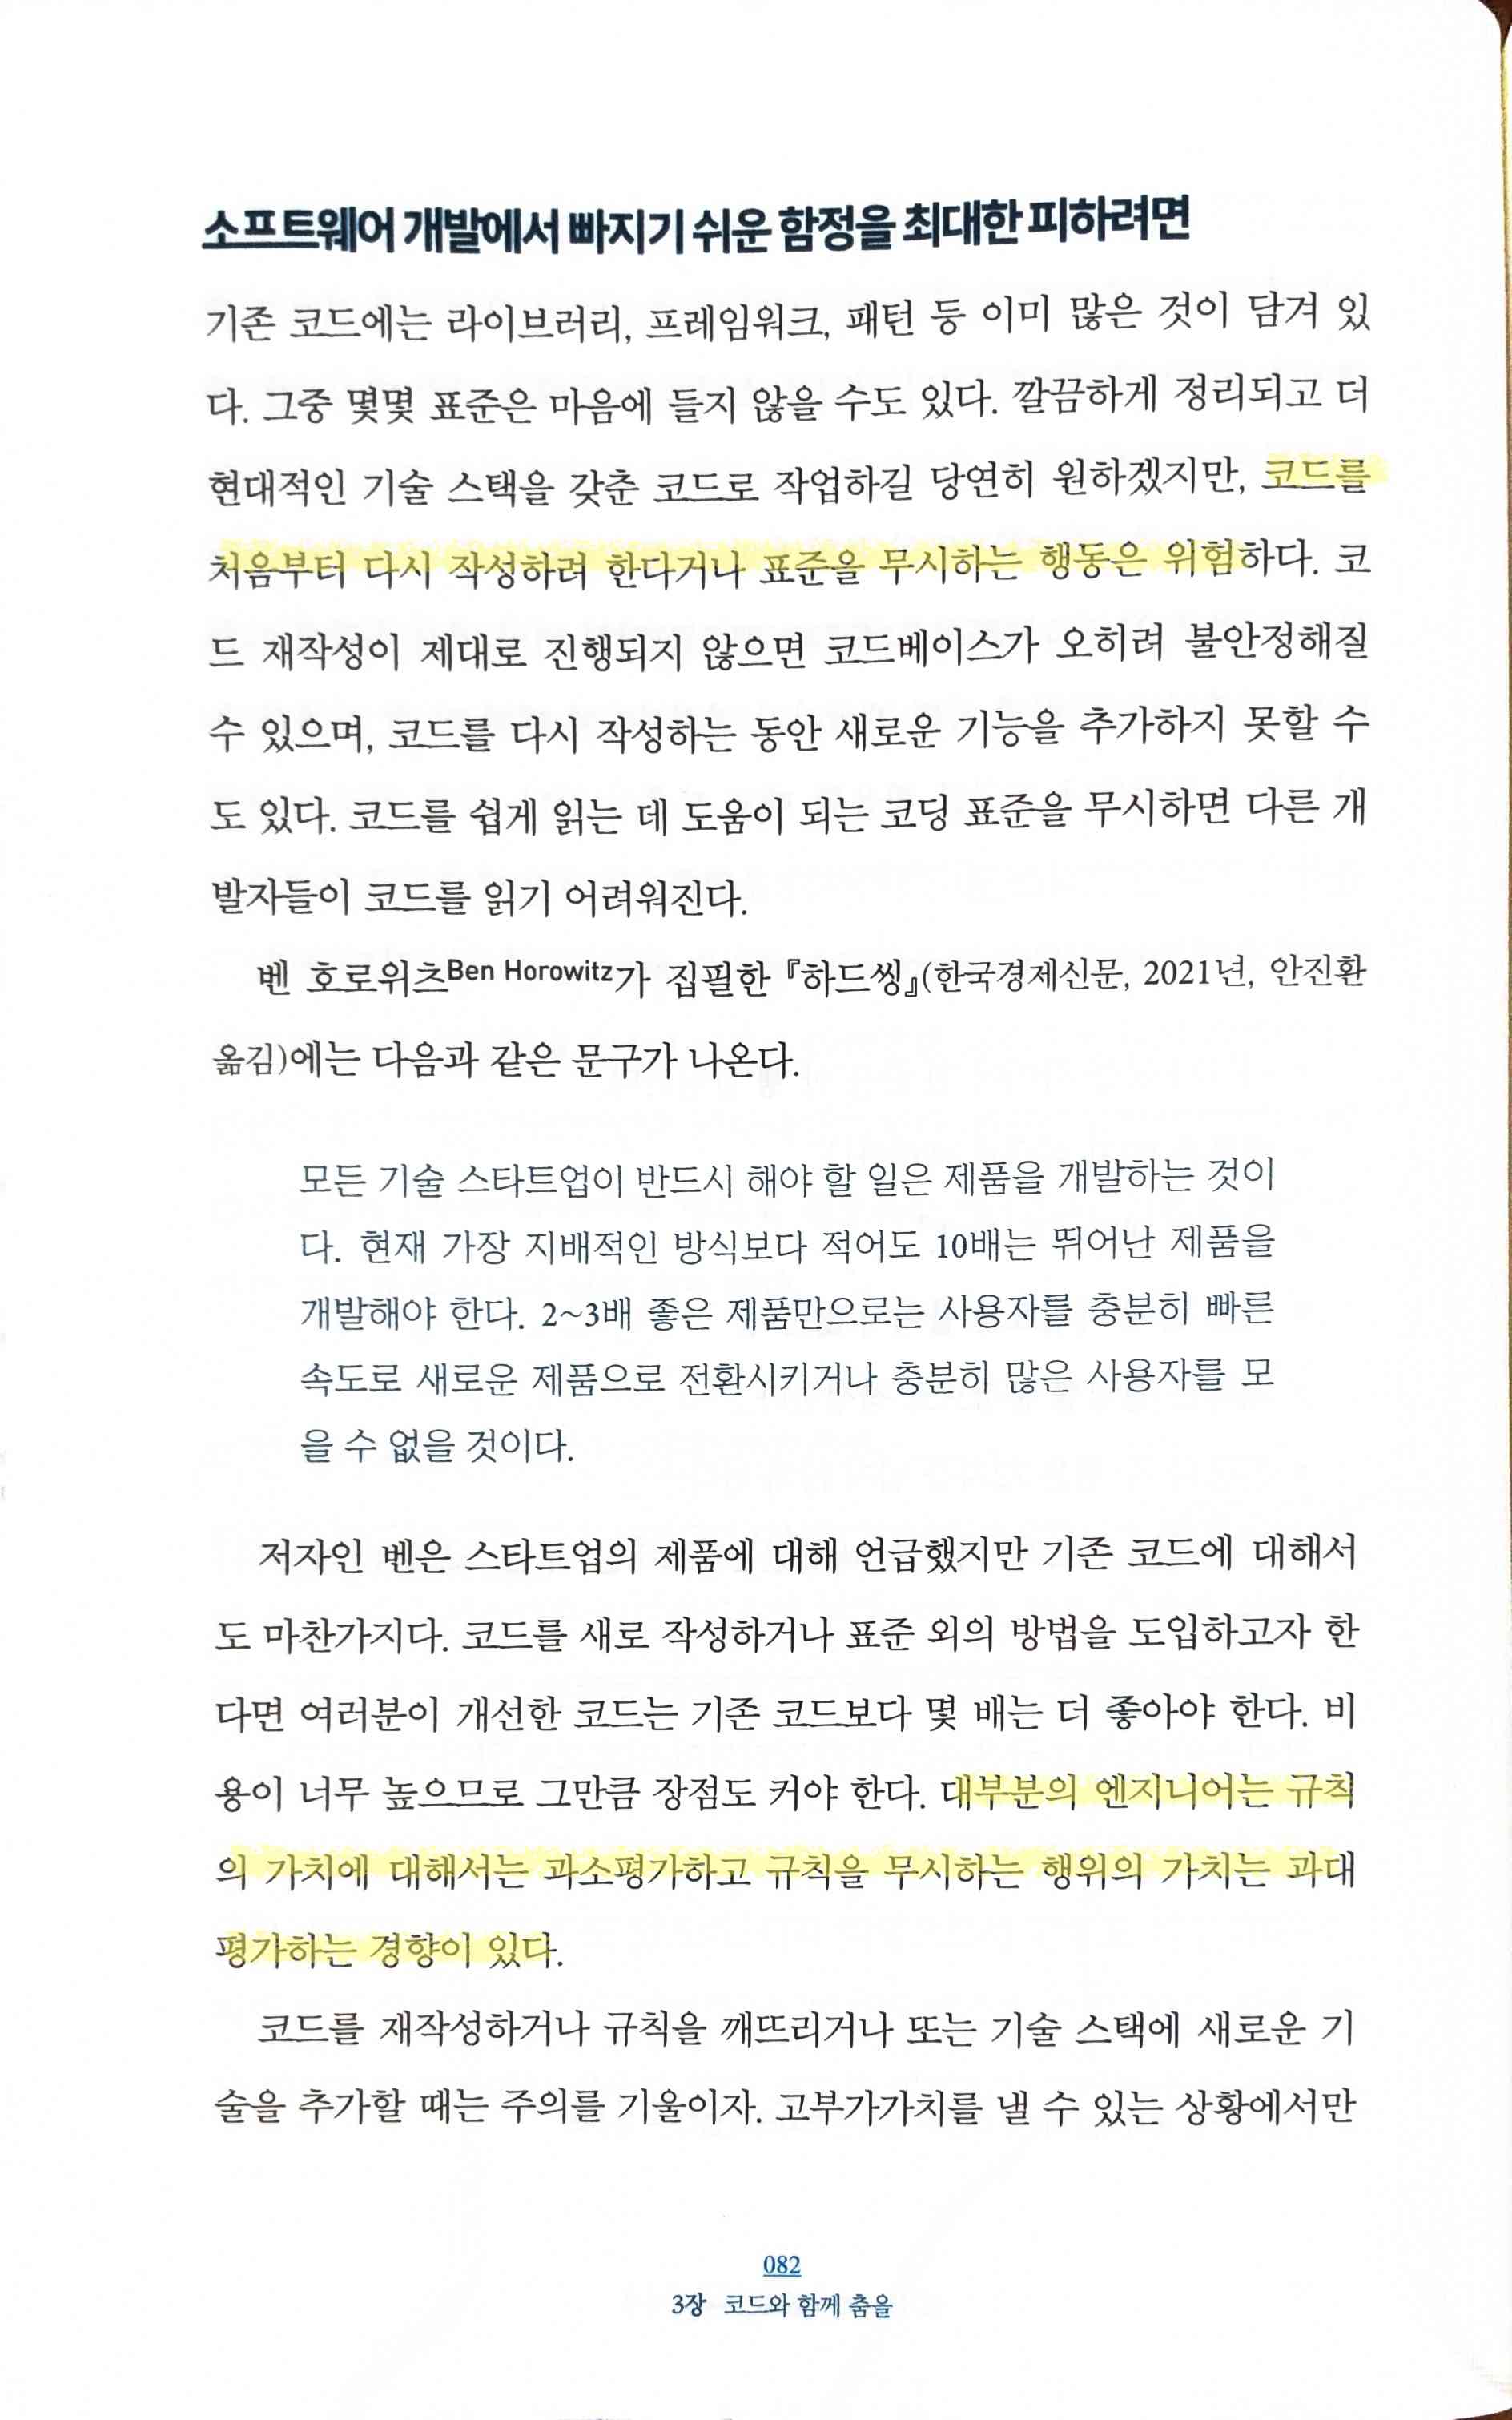 소프트웨어 개발에서 빠지기 쉬운 함정을 최대한 피하려면
기존 코드에는 라이브러리, 프레임워크, 패턴 등 이미 많은 것이 담겨 있
다. 그중 몇몇 표준은 마음에 들지 않을 수도 있다. 깔끔하게 정리되고 더
현대적인 기술 스택을 갖춘 코드로 작업하길 당연히 원하겠지만, 코드를
처음부터 다시 작성하려 한다거나 표준을 무시하는 행동은 위험하다. 코
드 재작성이 제대로 진행되지 않으면 코드베이스가 오히려 불안정해질
수 있으며, 코드를 다시 작성하는 동안 새로운 기능을 추가하지 못할 수
도 있다. 코드를 쉽게 읽는 데 도움이 되는 코딩 표준을 무시하면 다른 개
발자들이 코드를 읽기 어려워진다.
벤 호로위츠Ben Horowitz가 집필한 『하드씽』(한국경제신문, 2021년, 안진환
옮김)에는 다음과 같은 문구가 나온다.
모든 기술 스타트업이 반드시 해야 할 일은 제품을 개발하는 것이
다. 현재 가장 지배적인 방식보다 적어도 10배는 뛰어난 제품을
개발해야 한다. 2~3배 좋은 제품만으로는 사용자를 충분히 빠른
속도로 새로운 제품으로 전환시키거나 충분히 많은 사용자를 모
을 수 없을 것이다.
저자인 벤은 스타트업의 제품에 대해 언급했지만 기존 코드에 대해서
도 마찬가지다. 코드를 새로 작성하거나 표준 외의 방법을 도입하고자 한
다면 여러분이 개선한 코드는 기존 코드보다 몇 배는 더 좋아야 한다. 비
용이 너무 높으므로 그만큼 장점도 커야 한다. 대부분의 엔지니어는 규칙
의 가치에 대해서는 과소평가하고 규칙을 무시하는 행위의 가치는 과대
평가하는 경향이 있다.
코드를 재작성하거나 규칙을 깨뜨리거나 또는 기술 스택에 새로운 기
술을 추가할 때는 주의를 기울이자. 고부가가치를 낼 수 있는 상황에서만
082
3장 코드와 함께 춤을